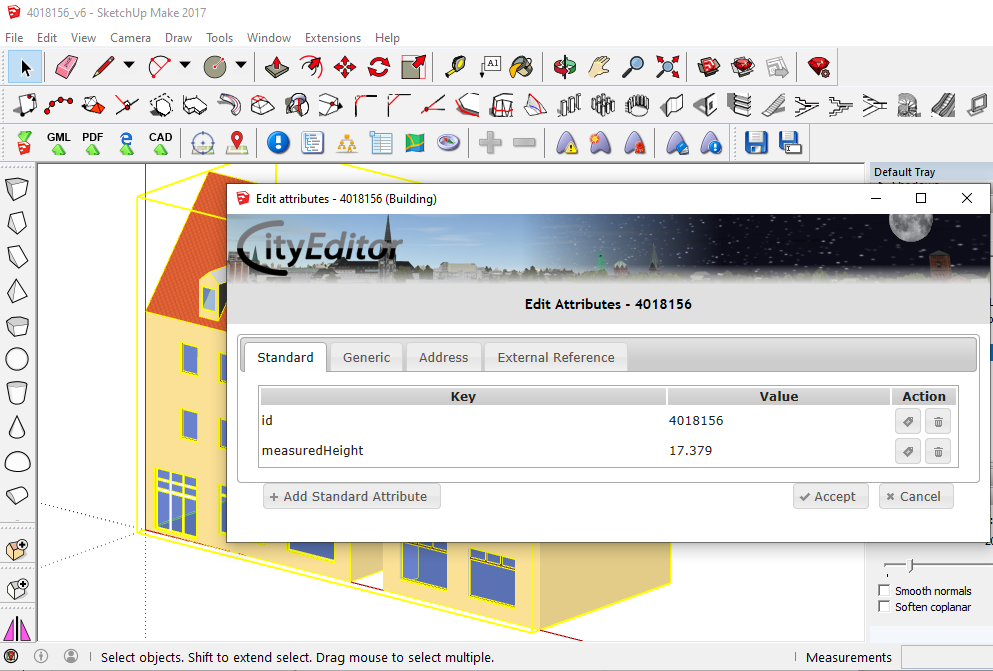 4018156_v6 - SketchUp Make 2017
File Edit View Camera Draw Tools Window Extensions Help
A1
GML PDF CAD
Default Tray
Edit attributes - 4018156 (Building)
CityEditor
Edit Attributes - 4018156
Standard Generic Address External Reference
Key Value Action
id 4018156
measuredHeight 17.379
+ Add Standard Attribute Accept Cancel
Smooth normals
Soften coplanar
Select objects. Shift to extend select. Drag mouse to select multiple. Measurements